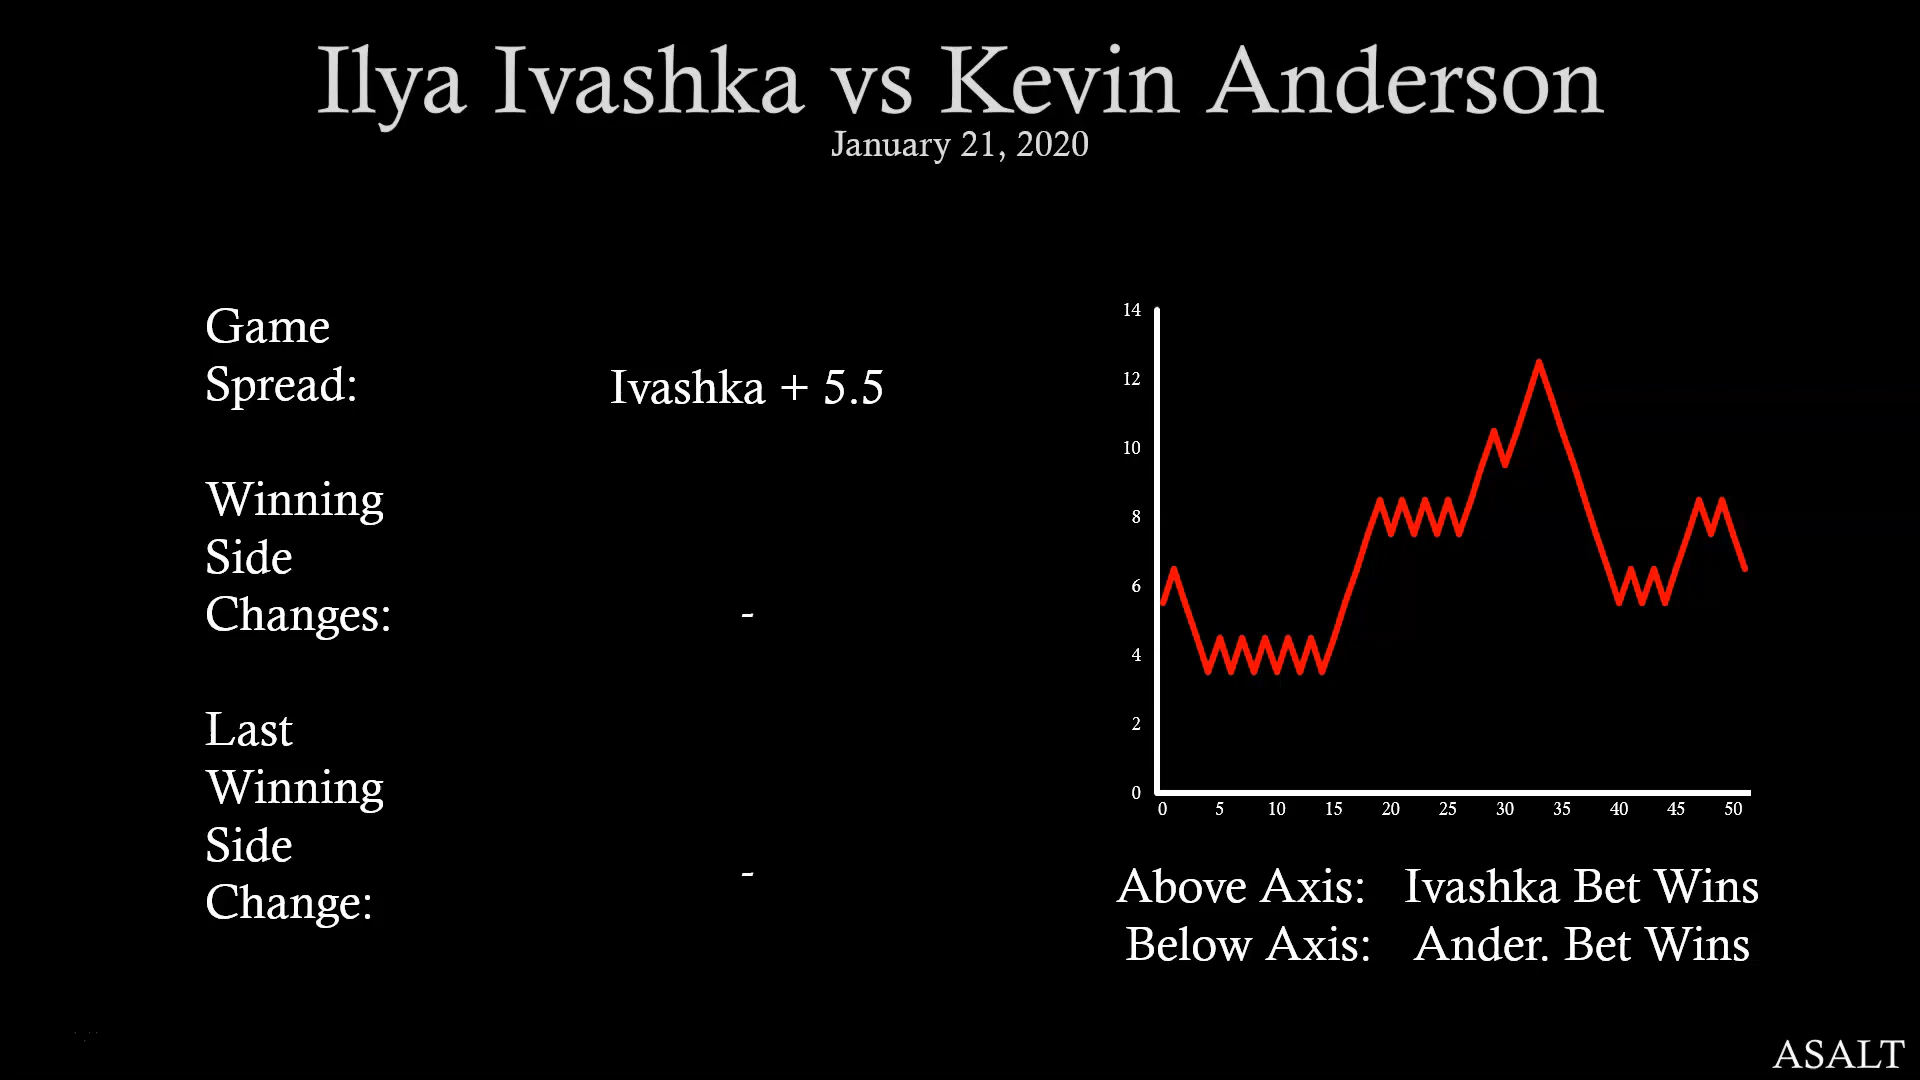 Ilya Ivashka vs Kevin Anderson
January 21, 2020
Game
Spread:
Ivashka + 5.5
Winning
Side
Changes:
-
Last
Winning
Side
Change:
-
14
12
10
8
6
4
2
0
0 5 10 15 20 25 30 35 40 45 50
Above Axis: Ivashka Bet Wins
Below Axis: Ander. Bet Wins
ASALT